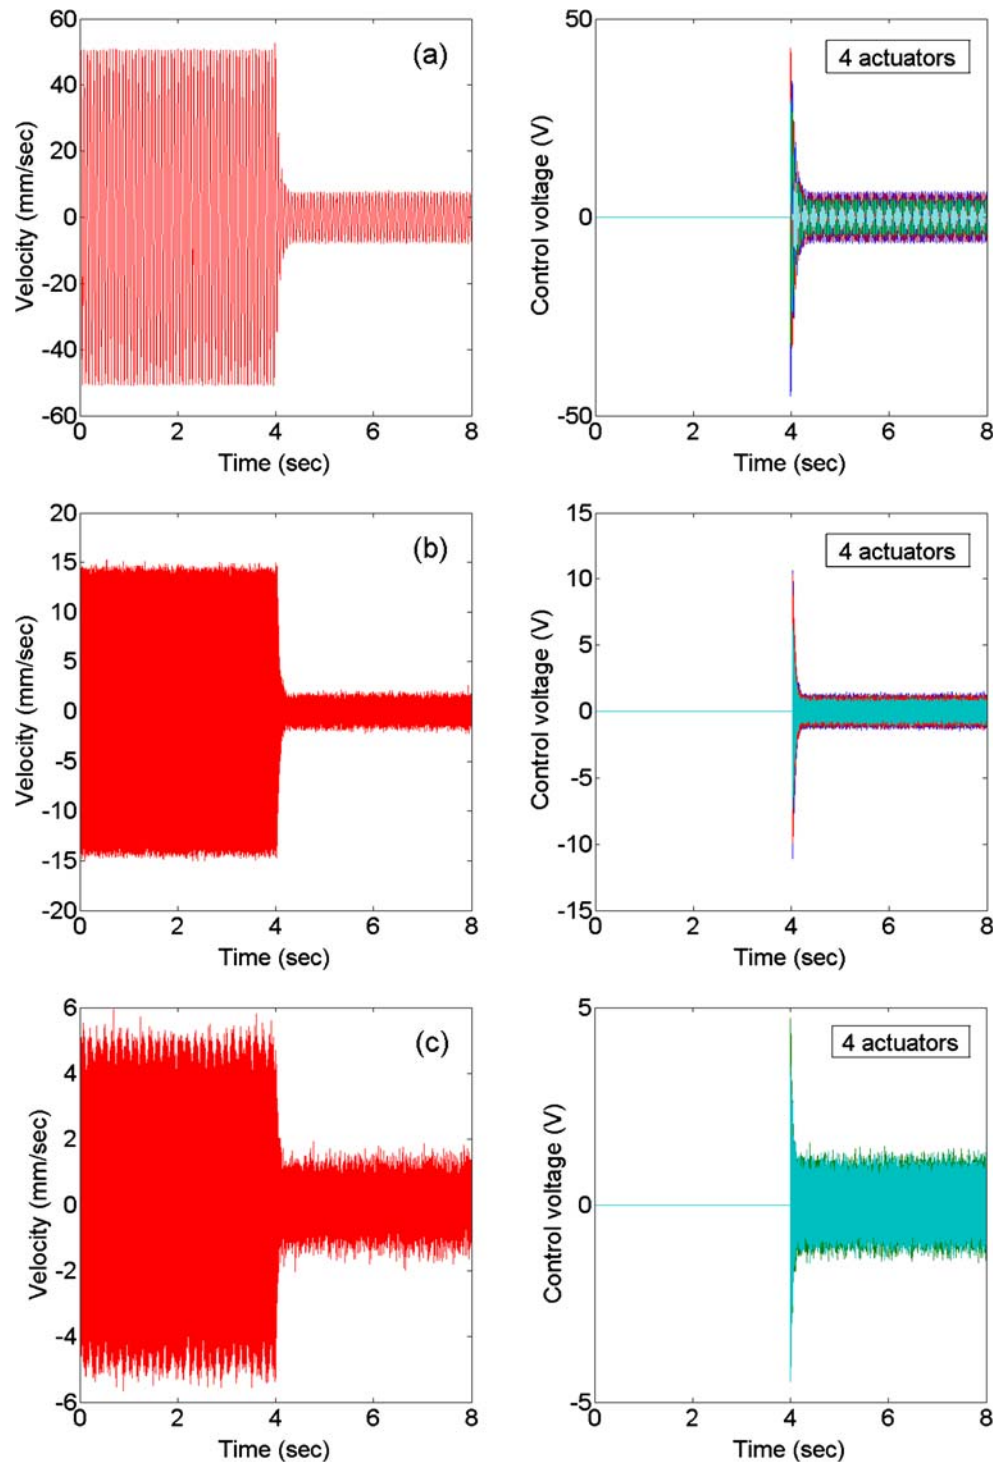 (a)
Velocity (mm/sec)
60
40
20
0
-20
-40
-60
0 2 4 6 8
Time (sec)
4 actuators
Control voltage (V)
50
0
-50
0 2 4 6 8
Time (sec)
(b)
Velocity (mm/sec)
20
15
10
5
0
-5
-10
-15
-20
0 2 4 6 8
Time (sec)
4 actuators
Control voltage (V)
15
10
5
0
-5
-10
-15
0 2 4 6 8
Time (sec)
(c)
Velocity (mm/sec)
6
4
2
0
-2
-4
-6
0 2 4 6 8
Time (sec)
4 actuators
Control voltage (V)
5
0
-5
0 2 4 6 8
Time (sec)